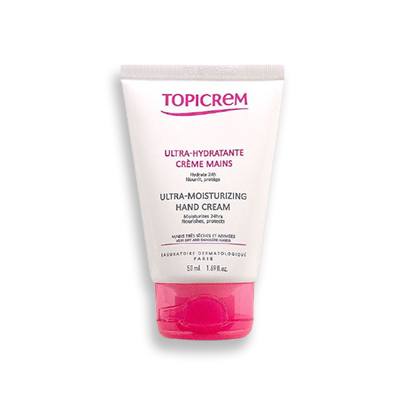 TOPICREM
ULTRA-HYDRATANTE
CRÈME MAINS
Hydrate 24h
Nourrit, protège
ULTRA-MOISTURIZING
HAND CREAM
Moisturizes 24hrs
Nourishes, protects
MAINS TRÈS SÈCHES ET ABÎMÉES
VERY DRY AND DAMAGED HANDS
LABORATOIRE DERMATOLOGIQUE
PARIS
50 ml 1.69 fl.oz.